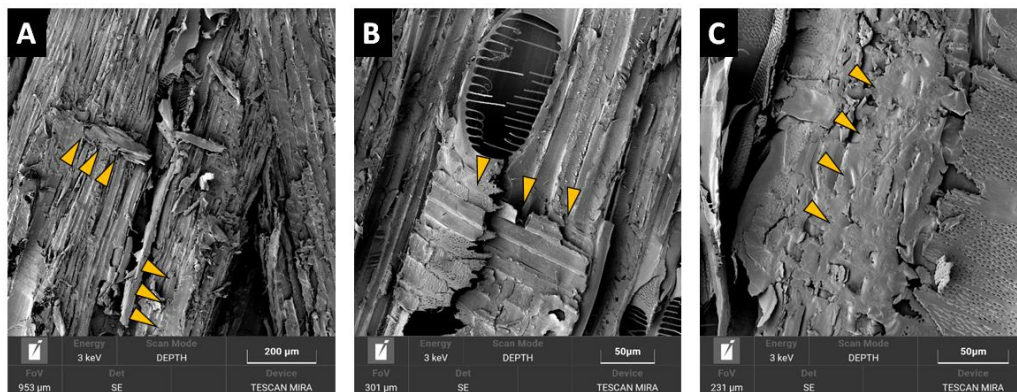 A
Energy
Scan Mode
3 keV
DEPTH
200 µm
FoV
Det
Device
953 µm
SE
TESCAN MIRA
B
Energy
Scan Mode
3 keV
DEPTH
50µm
FoV
Det
Device
301 µm
SE
TESCAN MIRA
C
Energy
Scan Mode
3 keV
DEPTH
50µm
FoV
Det
Device
231 µm
SE
TESCAN MIRA